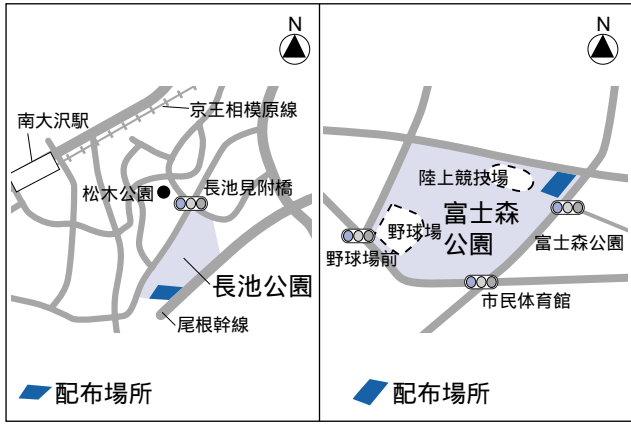 N
京王相模原線
南大沢駅
松木公園
長池見附橋
長池公園
尾根幹線
配布場所
N
陸上競技場
富士森
公園
野球場
富士森公園
野球場前
市民体育館
配布場所